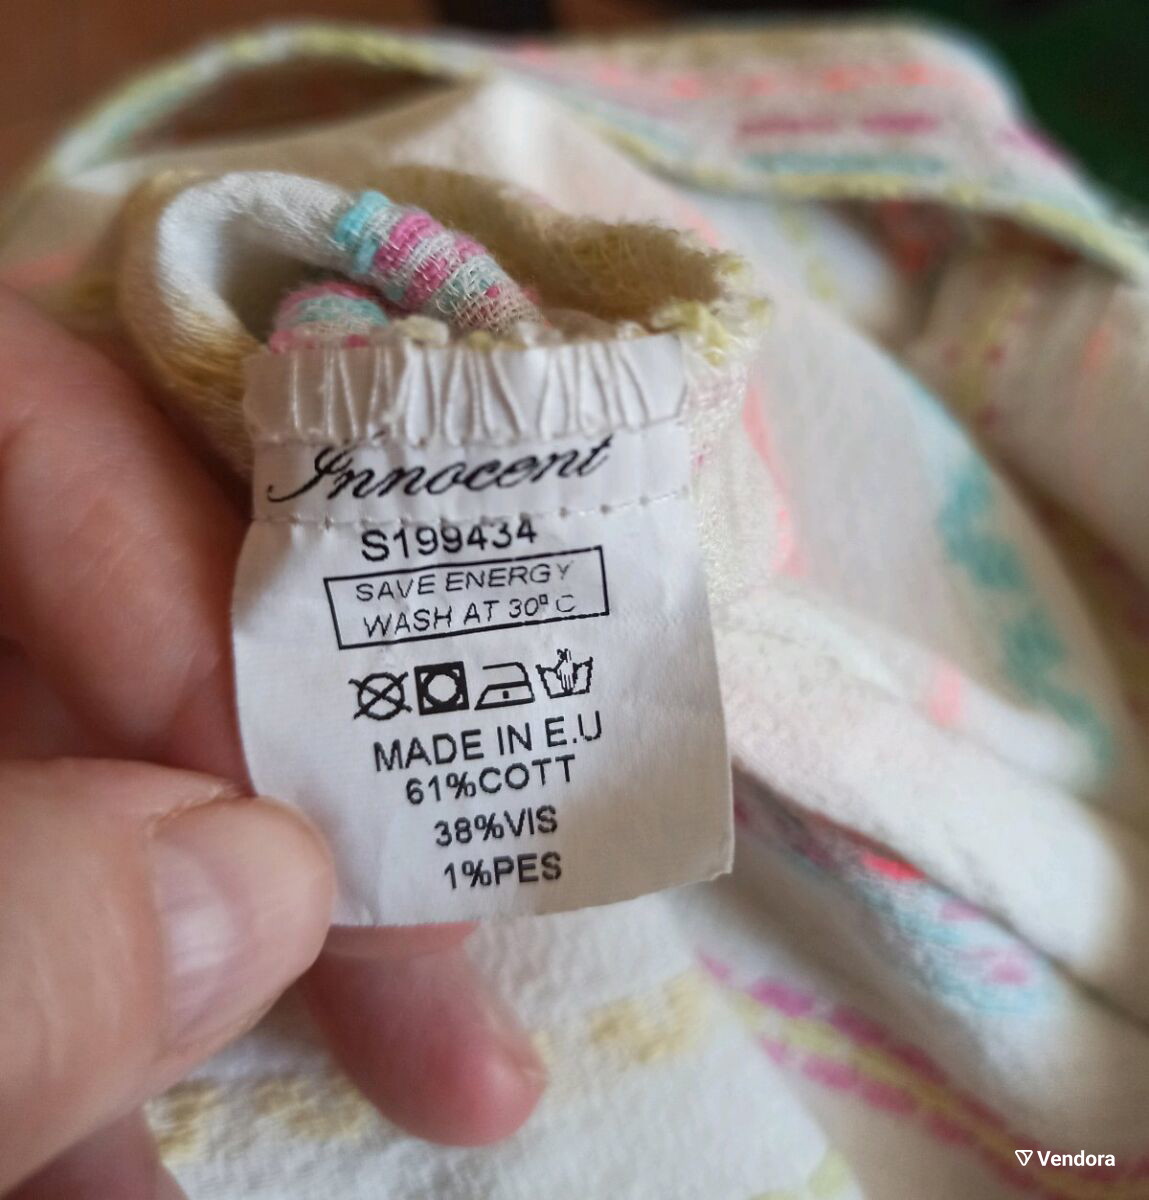 Innocent
S199434
SAVE ENERGY
WASH AT 30º C
MADE IN E.U
61%COTT
38%VIS
1%PES
Vendora